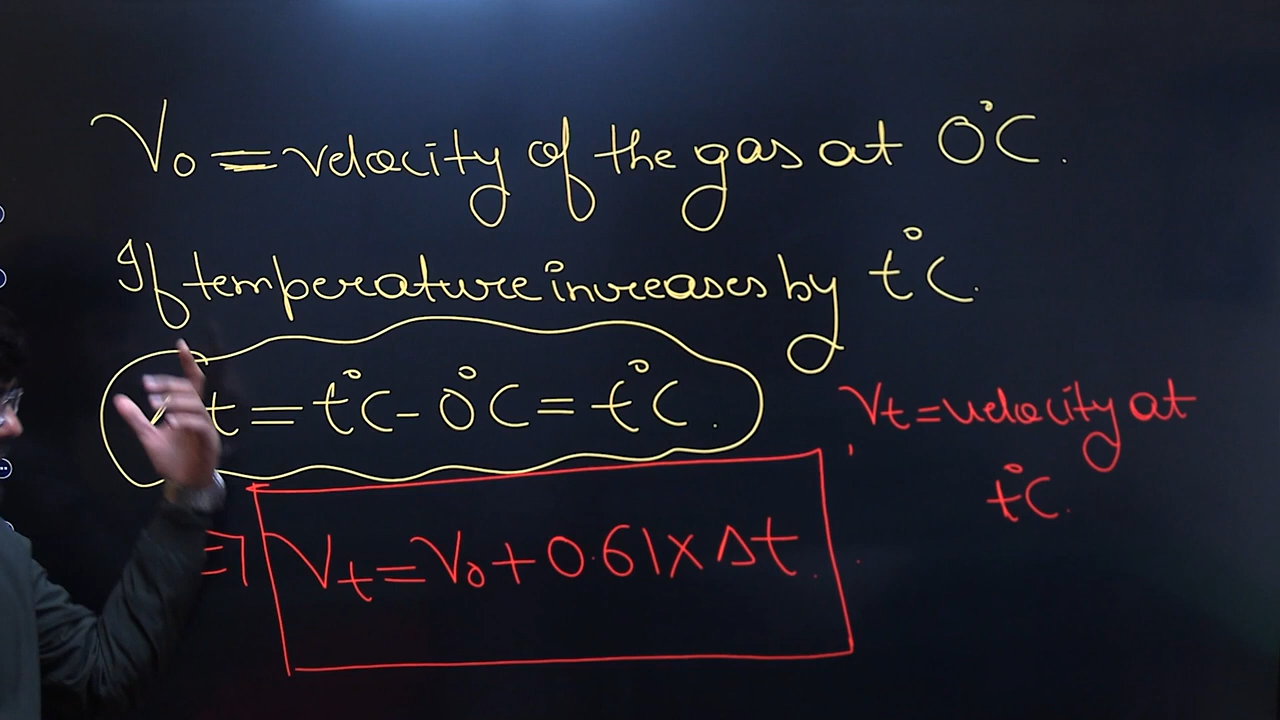 V₀ = velocity of the gas at 0°C.
If temperature increases by t°C.
t = t°C - 0°C = t°C.
Vt = velocity at
t°C.
⇒ Vt = V₀ + 0.61 × Δt.